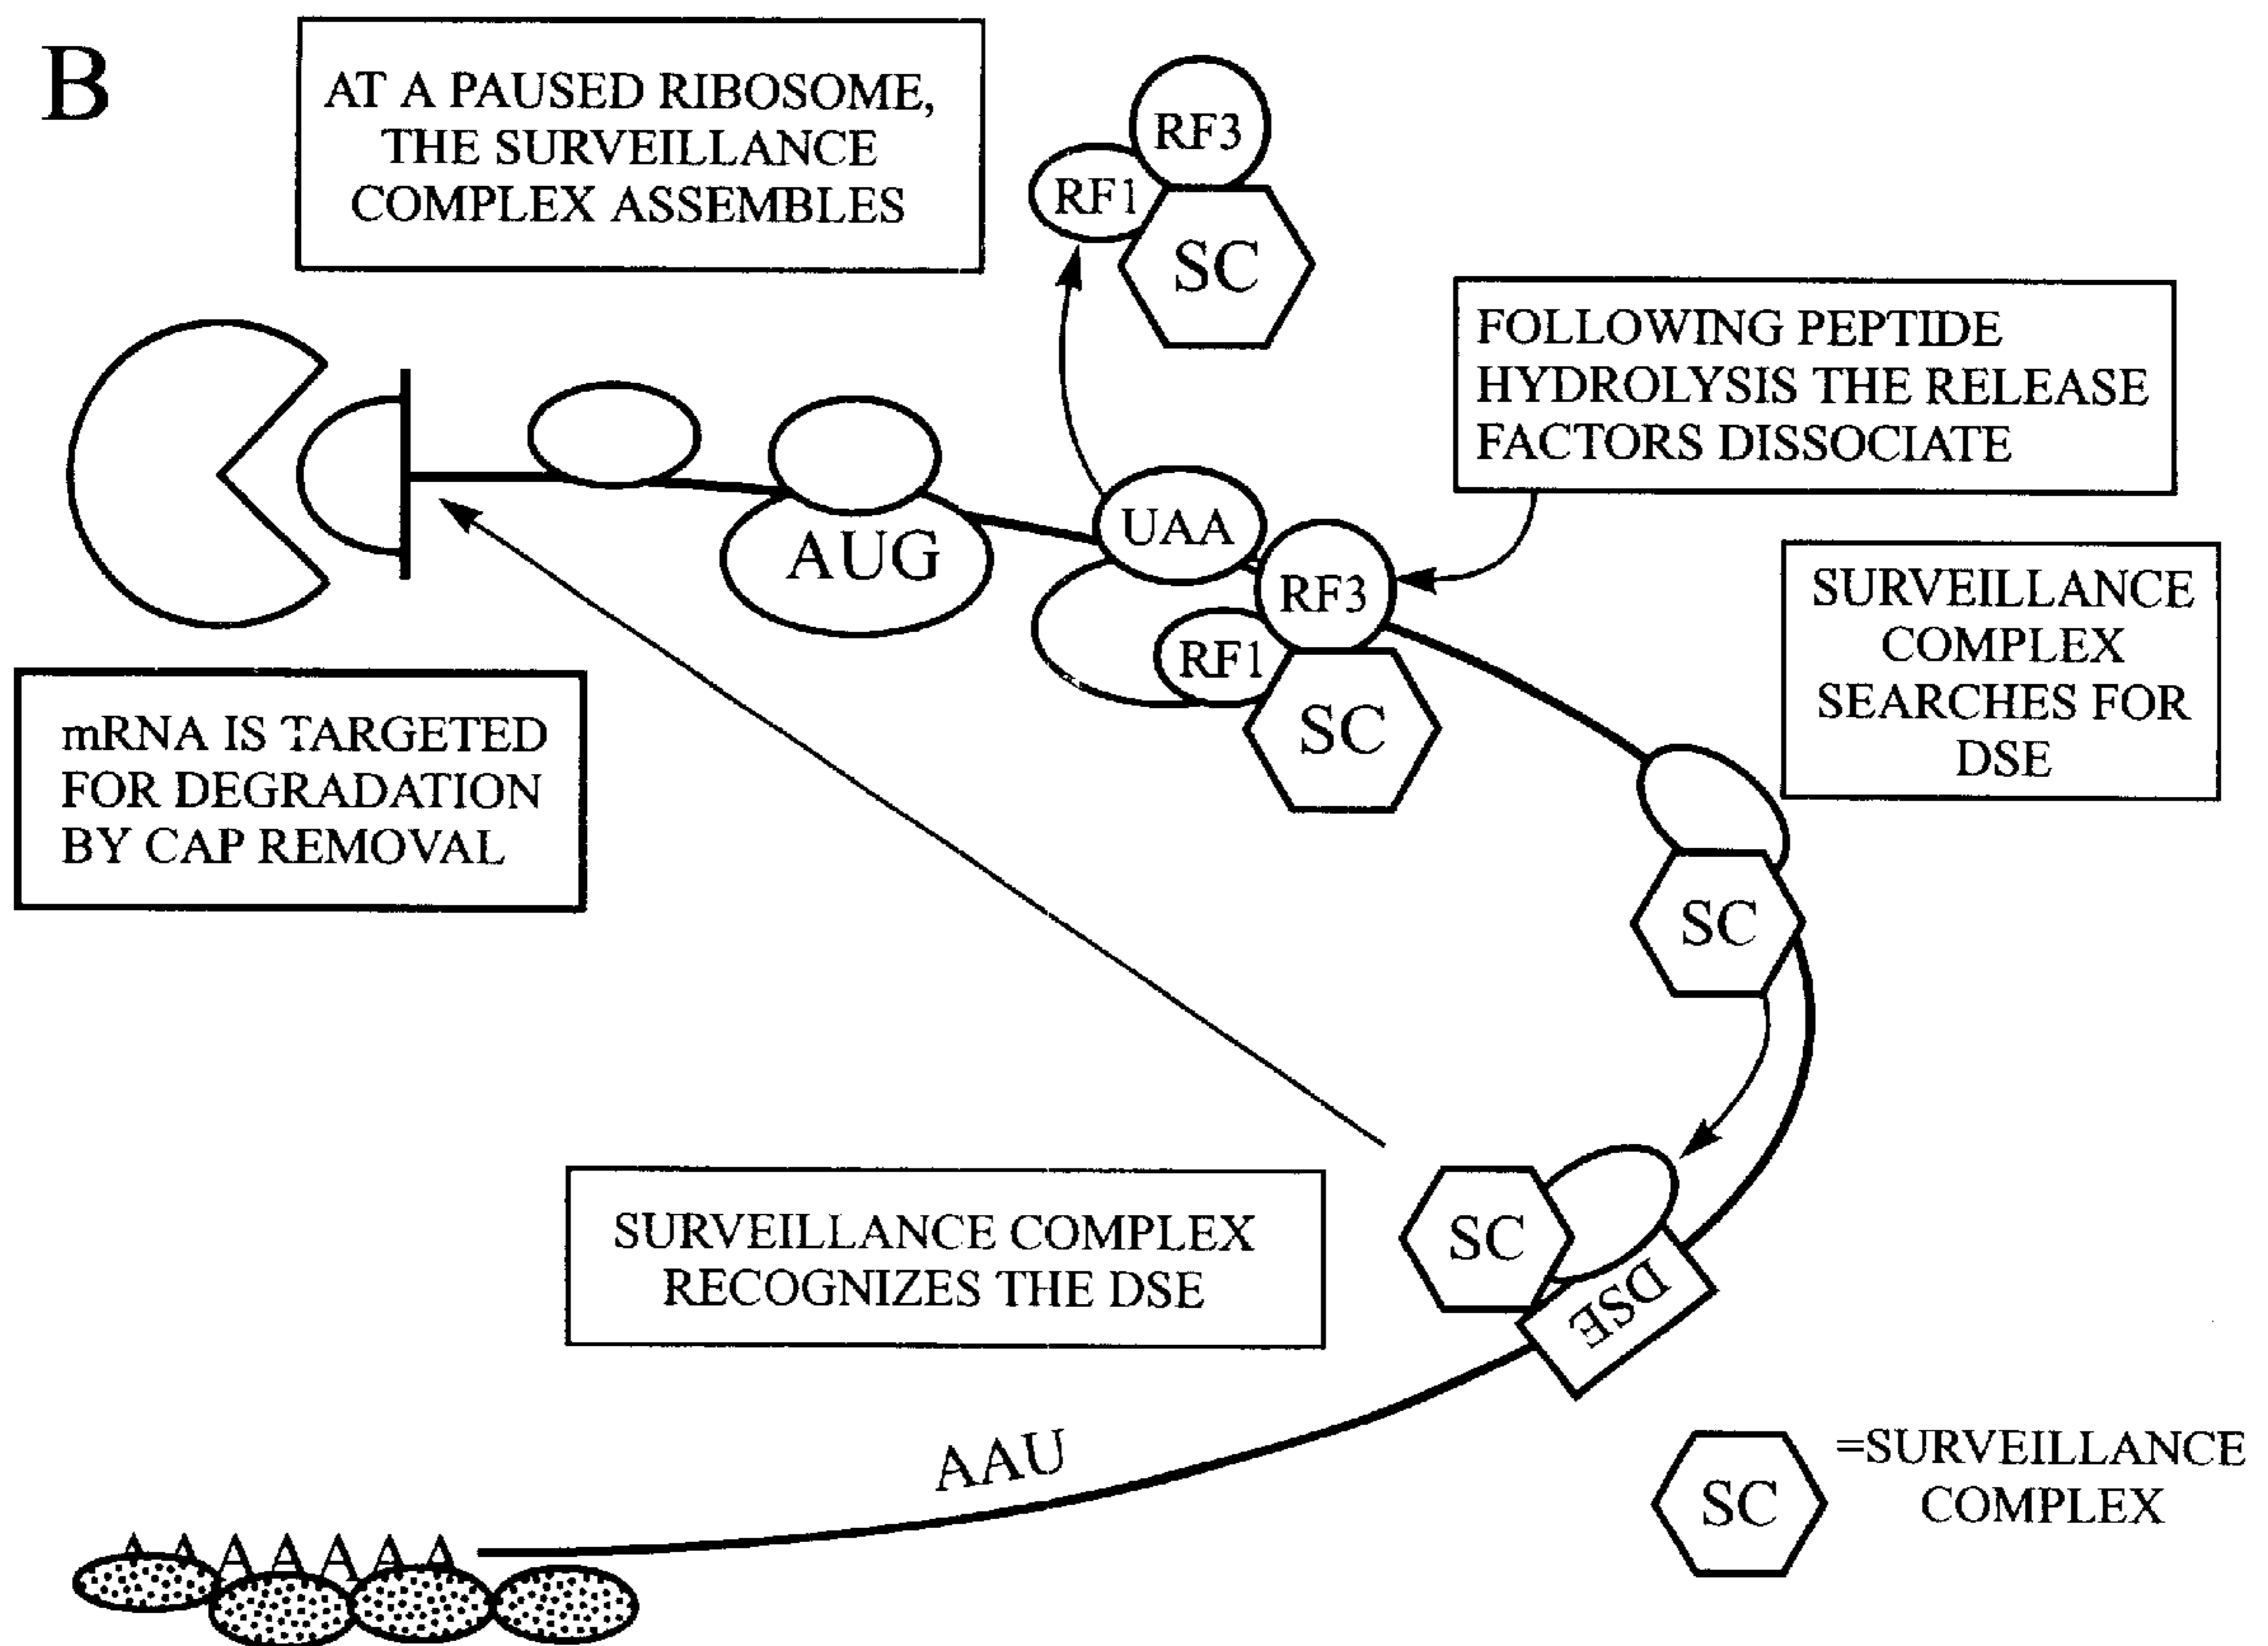 B
AT A PAUSED RIBOSOME,
THE SURVEILLANCE
COMPLEX ASSEMBLES
RF3
RF1
SC
FOLLOWING PEPTIDE
HYDROLYSIS THE RELEASE
FACTORS DISSOCIATE
AUG
UAA
RF3
RF1
SC
SURVEILLANCE
COMPLEX
SEARCHES FOR
DSE
mRNA IS TARGETED
FOR DEGRADATION
BY CAP REMOVAL
SC
SURVEILLANCE COMPLEX
RECOGNIZES THE DSE
SC
DSE
AAU
AAAAAAA
SC
=SURVEILLANCE
COMPLEX